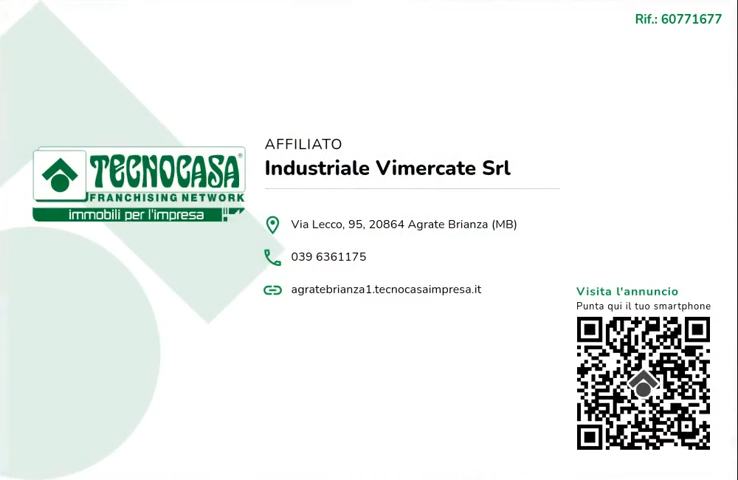 Rif.: 60771677
AFFILIATO
Industriale Vimercate Srl
TECNOCASA®
FRANCHISING NETWORK
immobili per l'impresa
Via Lecco, 95, 20864 Agrate Brianza (MB)
039 6361175
agratebrianza1.tecnocasaimpresa.it
Visita l'annuncio
Punta qui il tuo smartphone